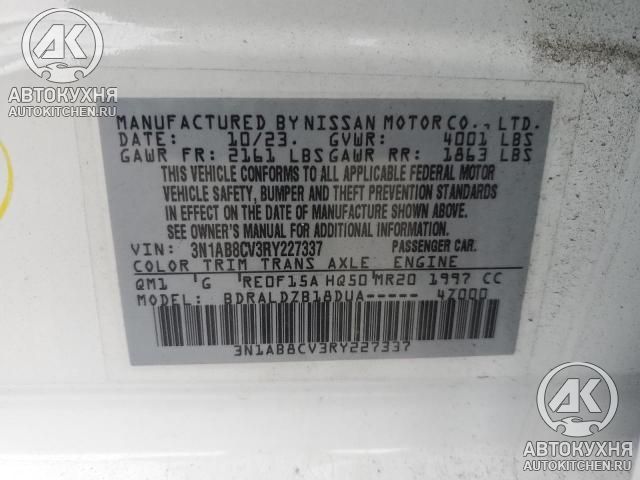 АК
АВТОКУХНЯ
AUTOKITCHEN.RU
MANUFACTURED BY NISSAN MOTOR CO., LTD.
DATE: 10/23. GVWR: 4001 LBS
GAWR FR: 2161 LBS GAWR RR: 1863 LBS
THIS VEHICLE CONFORMS TO ALL APPLICABLE FEDERAL MOTOR
VEHICLE SAFETY, BUMPER AND THEFT PREVENTION STANDARDS
IN EFFECT ON THE DATE OF MANUFACTURE SHOWN ABOVE.
SEE OWNER'S MANUAL FOR ADDITIONAL INFORMATION.
VIN: 3N1AB8CV3RY227337 PASSENGER CAR.
COLOR TRIM TRANS AXLE ENGINE
QM1 G RE0F15A HQ50 MR20 1997 CC
MODEL: BDRALDZB18DUA----- 4Z000
3N1AB8CV3RY227337
АК
АВТОКУХНЯ
AUTOKITCHEN.RU